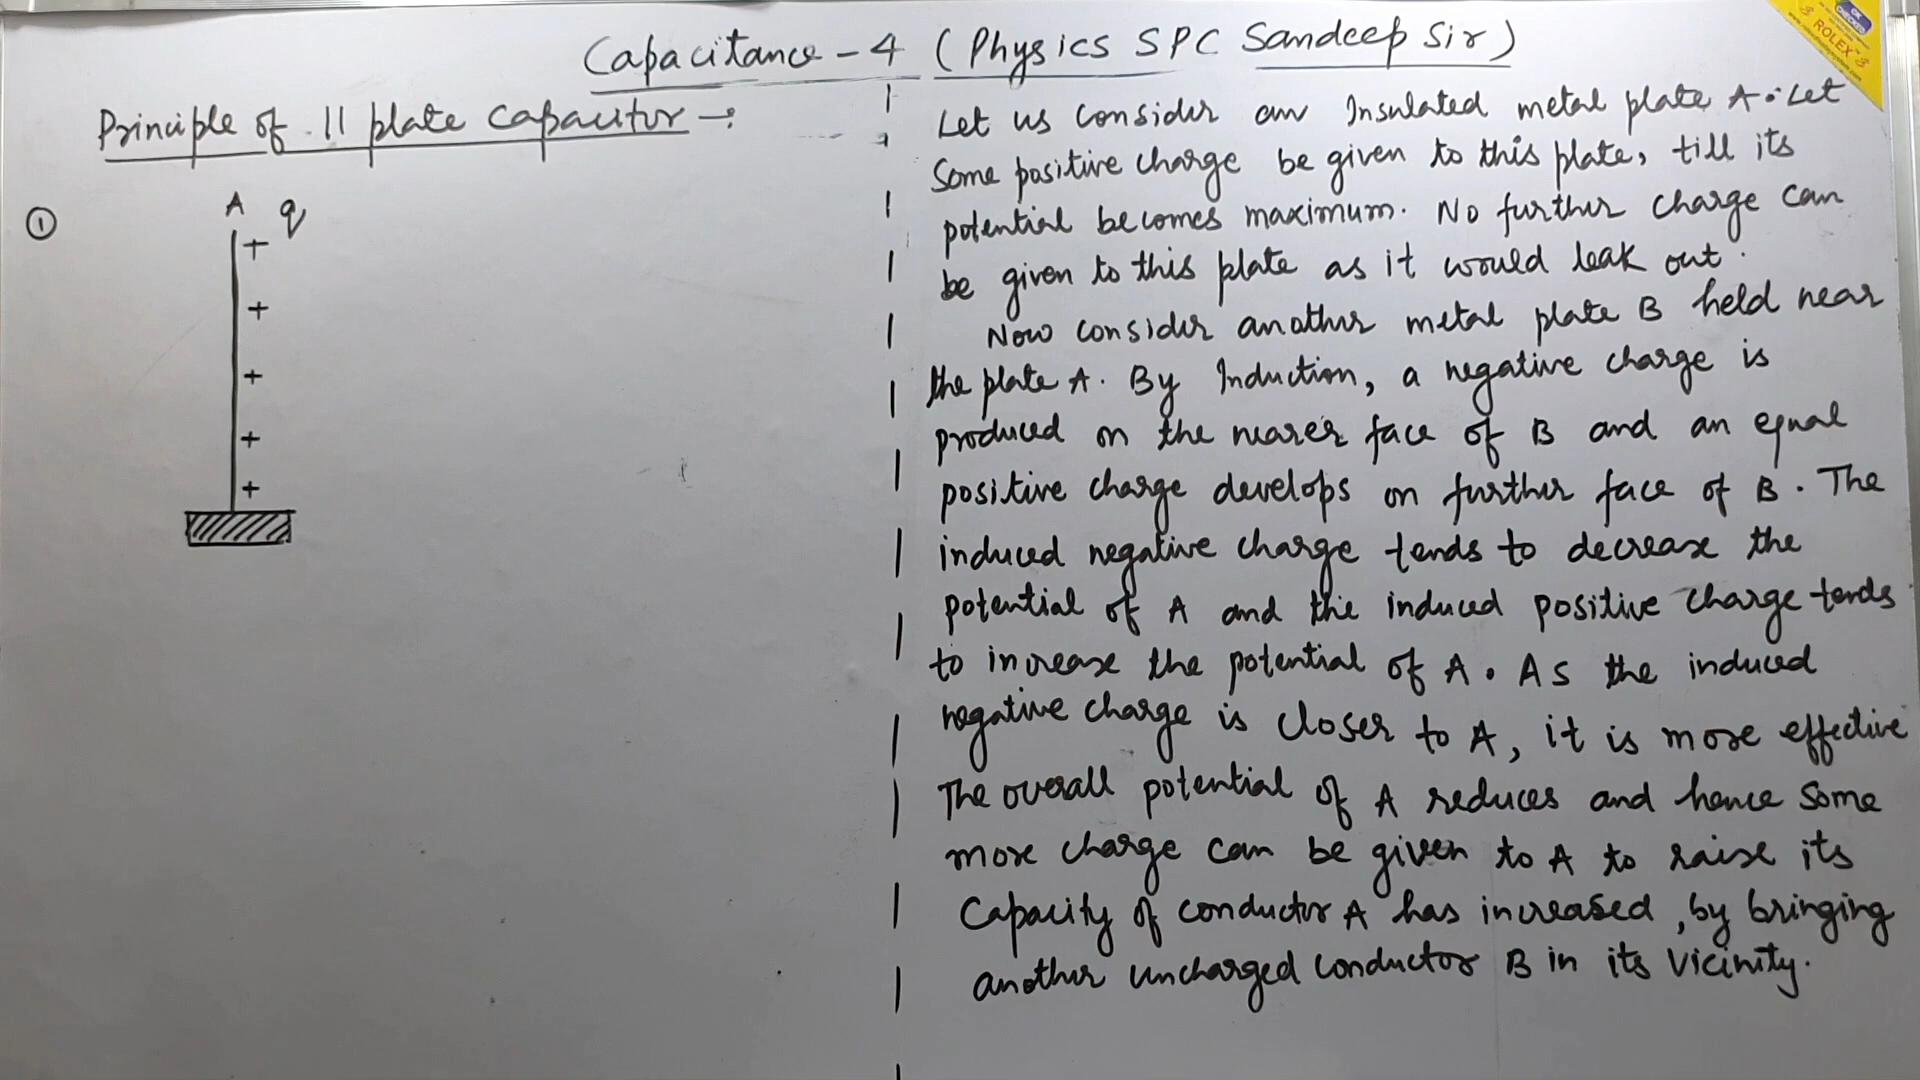 Capacitance - 4 (Physics SPC Sandeep Sir)
Principle of || plate capacitor →:
① A q
+
+
+
+
+
Let us consider an Insulated metal plate A. Let
Some positive charge be given to this plate, till its
potential becomes maximum. No further charge can
be given to this plate as it would leak out.
Now consider another metal plate B held near
the plate A. By Induction, a negative charge is
produced on the nearer face of B and an equal
positive charge develops on further face of B. The
induced negative charge tends to decrease the
potential of A and the induced positive charge tends
to increase the potential of A. As the induced
negative charge is closer to A, it is more effective
The overall potential of A reduces and hence some
more charge can be given to A to raise its
Capacity of conductor A has increased, by bringing
another uncharged conductor B in its vicinity.
ROLEX